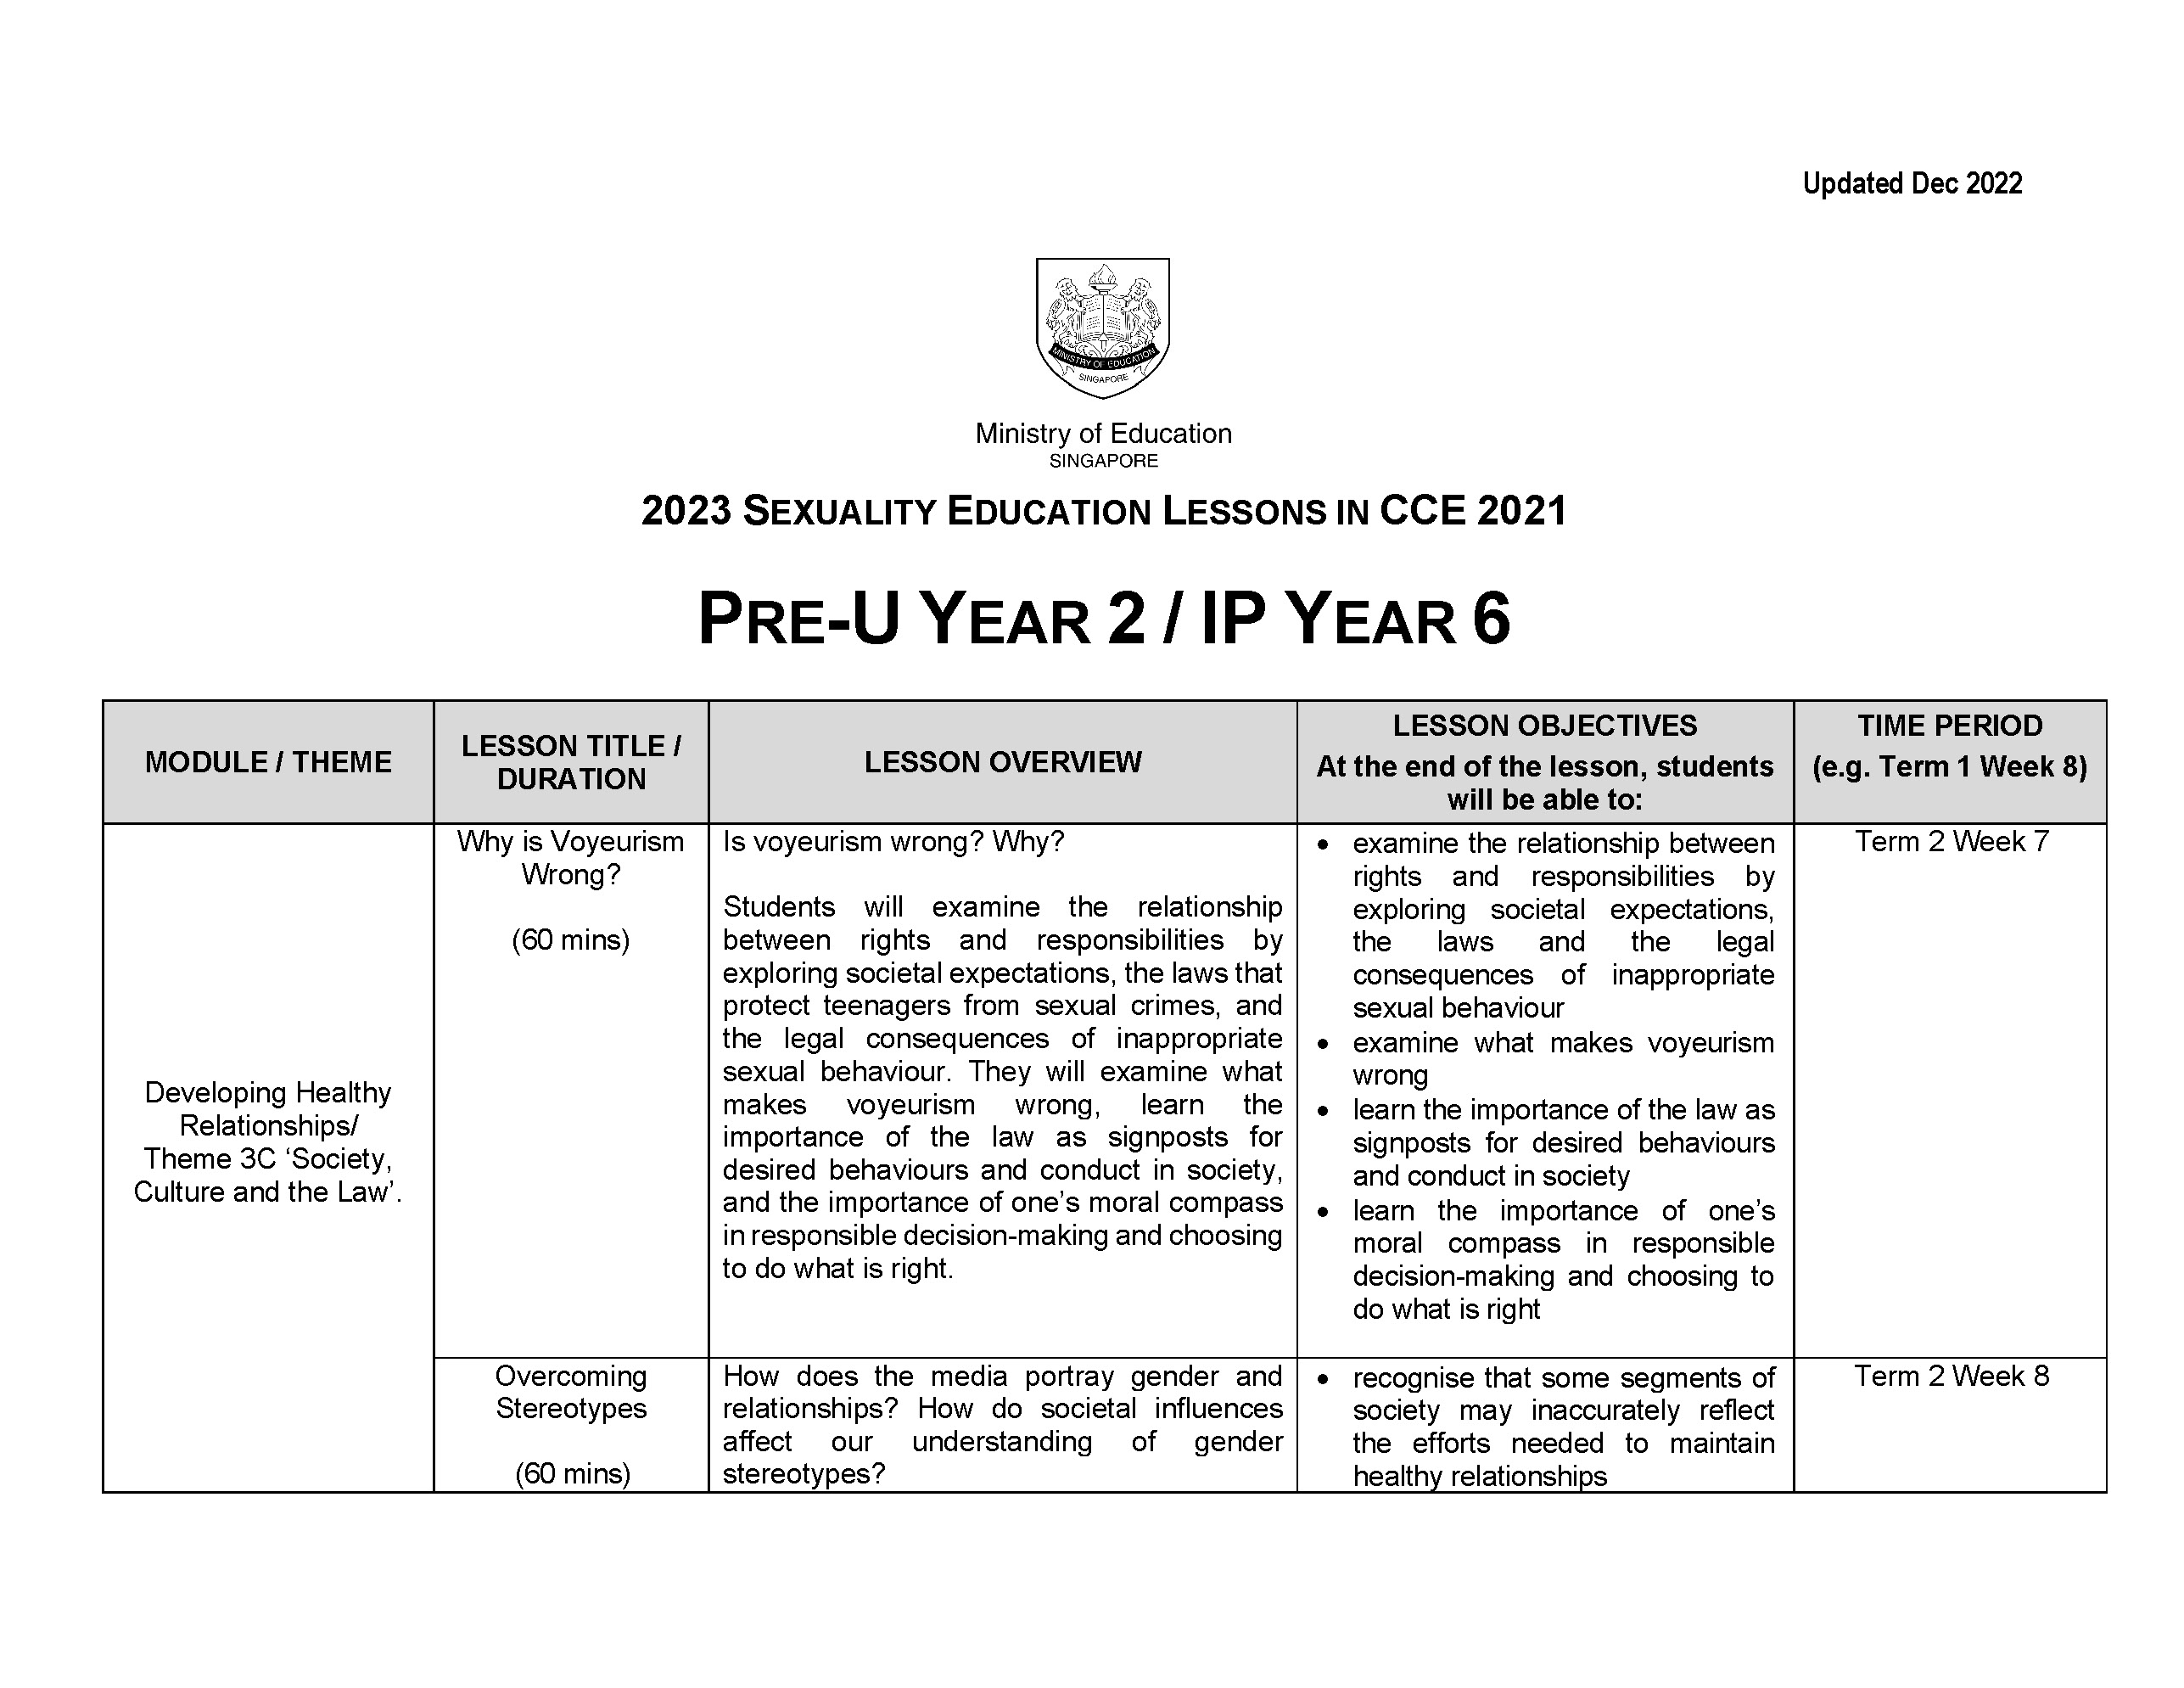 Updated Dec 2022
MINISTRY OF EDUCATION
SINGAPORE
Ministry of Education
SINGAPORE
2023 SEXUALITY EDUCATION LESSONS IN CCE 2021
PRE-U YEAR 2 / IP YEAR 6
MODULE / THEME
LESSON TITLE /
DURATION
LESSON OVERVIEW
LESSON OBJECTIVES
At the end of the lesson, students
will be able to:
TIME PERIOD
(e.g. Term 1 Week 8)
Developing Healthy
Relationships/
Theme 3C ‘Society,
Culture and the Law’.
Why is Voyeurism
Wrong?
(60 mins)
Is voyeurism wrong? Why?
Students will examine the relationship
between rights and responsibilities by
exploring societal expectations, the laws that
protect teenagers from sexual crimes, and
the legal consequences of inappropriate
sexual behaviour. They will examine what
makes voyeurism wrong, learn the
importance of the law as signposts for
desired behaviours and conduct in society,
and the importance of one’s moral compass
in responsible decision-making and choosing
to do what is right.
• examine the relationship between
rights and responsibilities by
exploring societal expectations,
the laws and the legal
consequences of inappropriate
sexual behaviour
• examine what makes voyeurism
wrong
• learn the importance of the law as
signposts for desired behaviours
and conduct in society
• learn the importance of one’s
moral compass in responsible
decision-making and choosing to
do what is right
Term 2 Week 7
Overcoming
Stereotypes
(60 mins)
How does the media portray gender and
relationships? How do societal influences
affect our understanding of gender
stereotypes?
• recognise that some segments of
society may inaccurately reflect
the efforts needed to maintain
healthy relationships
Term 2 Week 8